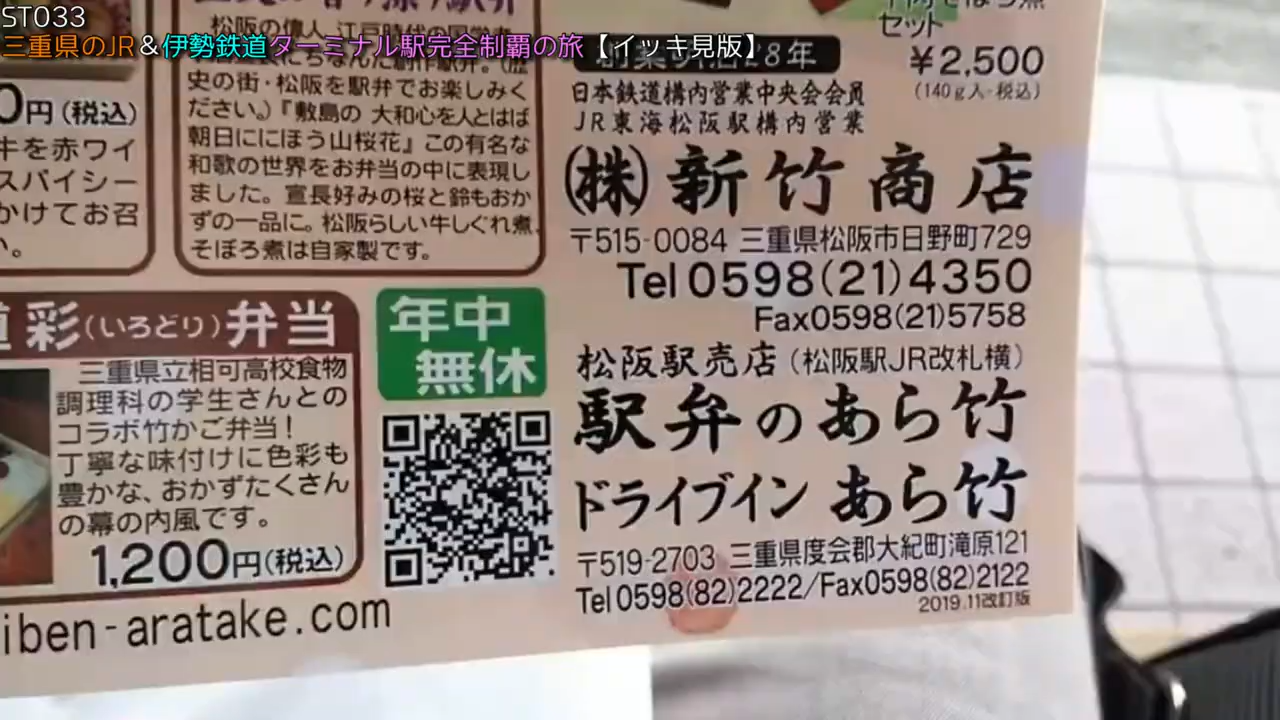 ST033
三重県のJR＆伊勢鉄道ターミナル駅完全制覇の旅【イッキ見版】
0円(税込)
牛を赤ワイ
スパイシー
かけてお召
い。
松阪の偉人
史の街・松阪を駅弁でお楽しみく
ださい。)『敷島の 大和心を人とはば
朝日ににほう山桜花』この有名な
和歌の世界をお弁当の中に表現し
ました。宣長好みの桜と鈴もおか
ずの一品に。松阪らしい牛しぐれ煮、
そぼろ煮は自家製です。
セット
¥2,500
(140g入・税込)
8年
日本鉄道構内営業中央会会員
JR東海松阪駅構内営業
㈱新竹商店
〒515-0084 三重県松阪市日野町729
Tel 0598(21)4350
Fax0598(21)5758
松阪駅売店(松阪駅JR改札横)
駅弁のあら竹
ドライブイン あら竹
〒519-2703 三重県度会郡大紀町滝原121
Tel 0598(82)2222/Fax0598(82)2122
2019.11改訂版
彩(いろどり)弁当
三重県立相可高校食物
調理科の学生さんとの
コラボ竹かご弁当!
丁寧な味付けに色彩も
豊かな、おかずたくさん
の幕の内風です。
1,200円(税込)
年中
無休
iben-aratake.com